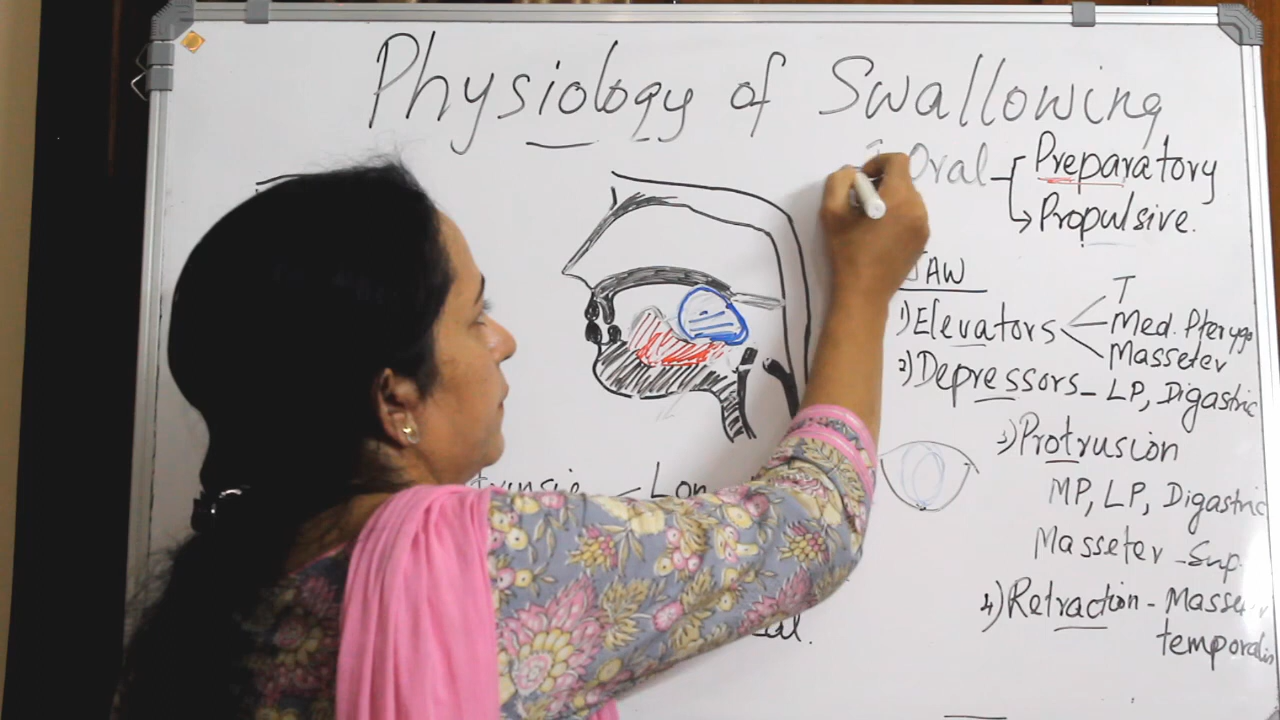 Physiology of Swallowing
Oral
Preparatory
Propulsive.
JAW
1) Elevators
T
Med. Pterygo
Masseter
2) Depressors - LP, Digastric
3) Protrusion
MP, LP, Digastric
Masseter - Sup.
4) Retraction - Masseter
temporalis